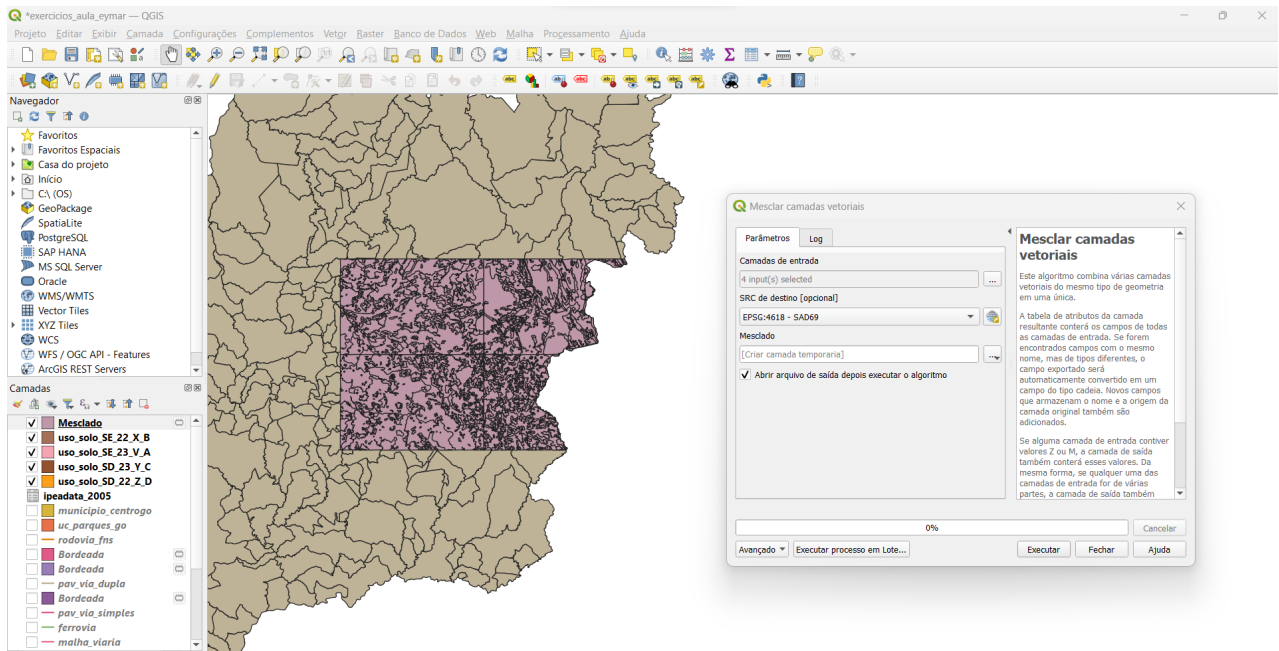 *exercicios_aula_eymar — QGIS
Projeto Editar Exibir Camada Configurações Complementos Vetor Raster Banco de Dados Web Malha Processamento Ajuda
Navegador
Favoritos
Favoritos Espaciais
Casa do projeto
Início
C:\ (OS)
GeoPackage
SpatiaLite
PostgreSQL
SAP HANA
MS SQL Server
Oracle
WMS/WMTS
Vector Tiles
XYZ Tiles
WCS
WFS / OGC API - Features
ArcGIS REST Servers
Camadas
Mesclado
uso_solo_SE_22_X_B
uso_solo_SE_23_V_A
uso_solo_SD_23_Y_C
uso_solo_SD_22_Z_D
ipeadata_2005
municipio_centrogo
uc_parques_go
rodovia_fns
Bordeada
Bordeada
pav_via_dupla
Bordeada
pav_via_simples
ferrovia
malha_viaria
Mesclar camadas vetoriais
Parâmetros Log
Camadas de entrada
4 input(s) selected
...
SRC de destino [opcional]
EPSG:4618 - SAD69
Mesclado
[Criar camada temporaria]
...
Abrir arquivo de saída depois executar o algoritmo
Mesclar camadas
vetoriais
Este algoritmo combina várias camadas
vetoriais do mesmo tipo de geometria
em uma única.
A tabela de atributos da camada
resultante conterá os campos de todas
as camadas de entrada. Se forem
encontrados campos com o mesmo
nome, mas de tipos diferentes, o
campo exportado será
automaticamente convertido em um
campo do tipo cadeia. Novos campos
que armazenam o nome e a origem da
camada original também são
adicionados.
Se alguma camada de entrada contiver
valores Z ou M, a camada de saída
também conterá esses valores. Da
mesma forma, se qualquer uma das
camadas de entrada for de várias
partes, a camada de saída também
0%
Cancelar
Avançado Executar processo em Lote... Executar Fechar Ajuda